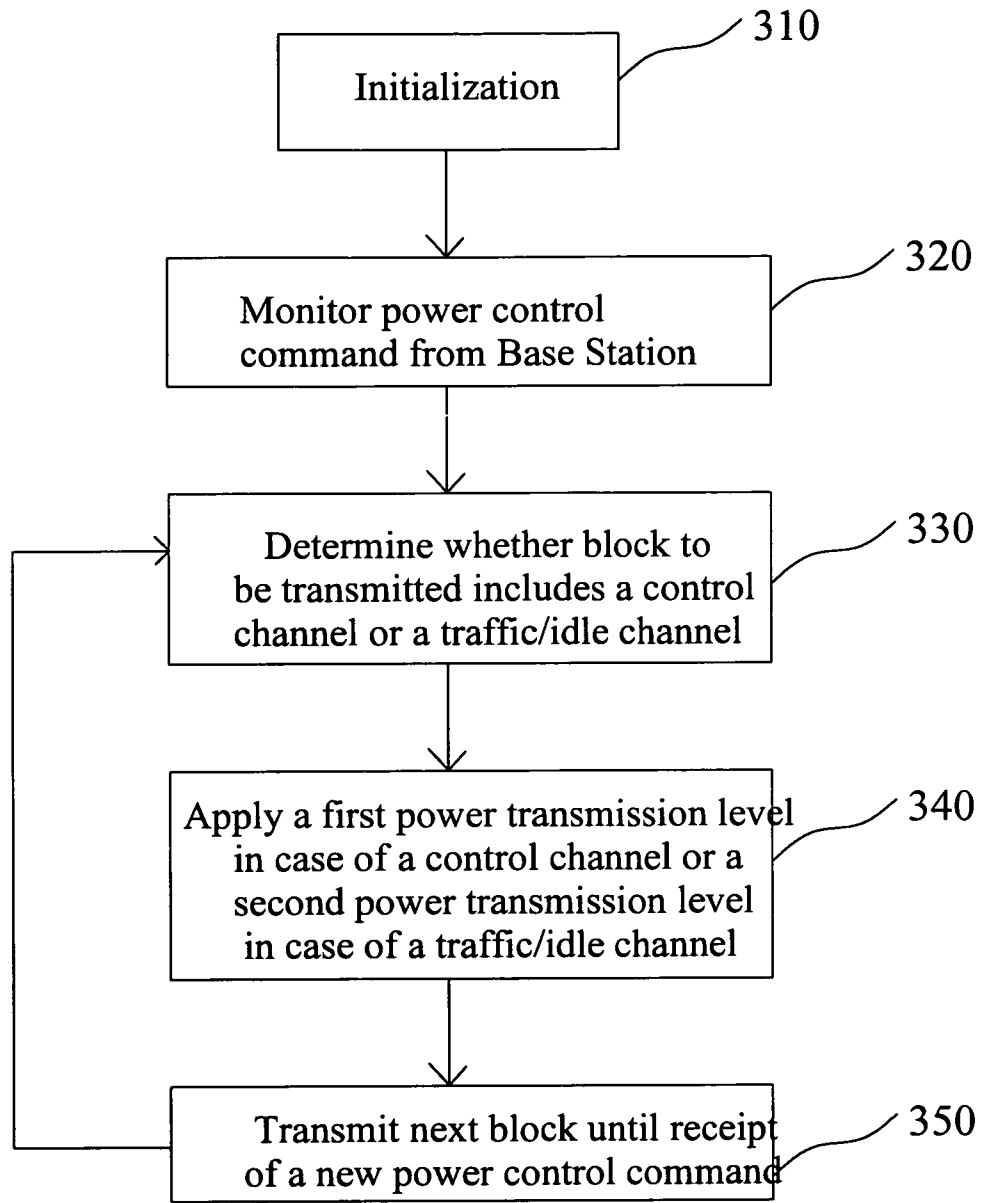 310
Initialization
320
Monitor power control
command from Base Station
330
Determine whether block to
be transmitted includes a control
channel or a traffic/idle channel
340
Apply a first power transmission level
in case of a control channel or a
second power transmission level
in case of a traffic/idle channel
350
Transmit next block until receipt
of a new power control command